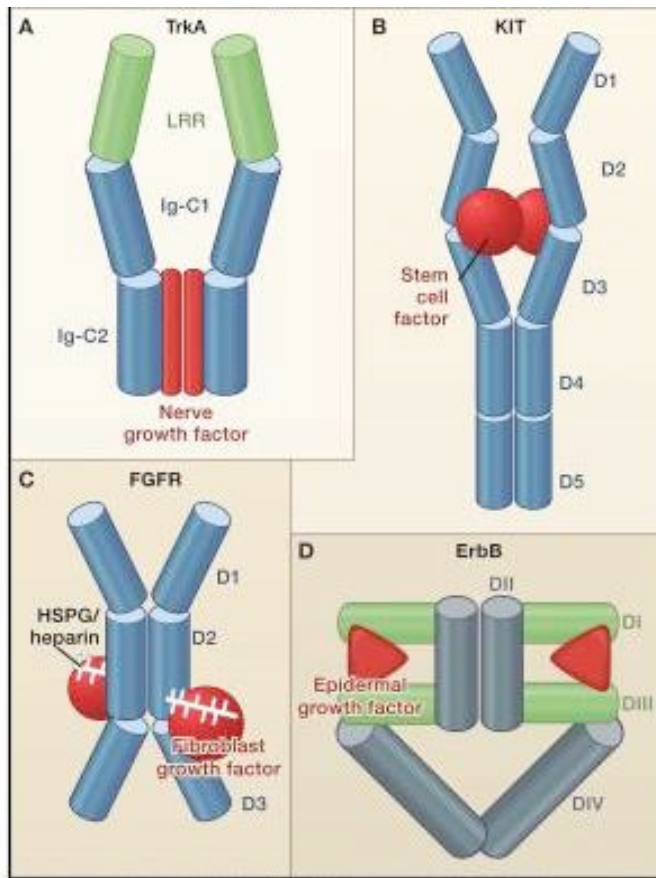 A
TrkA
LRR
Ig-C1
Ig-C2
Nerve
growth factor
B
KIT
D1
D2
Stem
cell
factor
D3
D4
D5
C
FGFR
D1
HSPG/
heparin
D2
Fibroblast
growth factor
D3
D
ErbB
DII
DI
Epidermal
growth factor
DIII
DIV